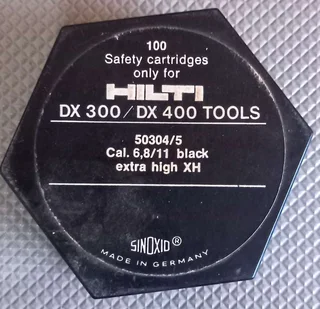 100
Safety cartridges
only for
HILTI
DX 300 / DX 400 TOOLS
50304/5
Cal. 6,8/11 black
extra high XH
SINOXID ®
MADE IN GERMANY